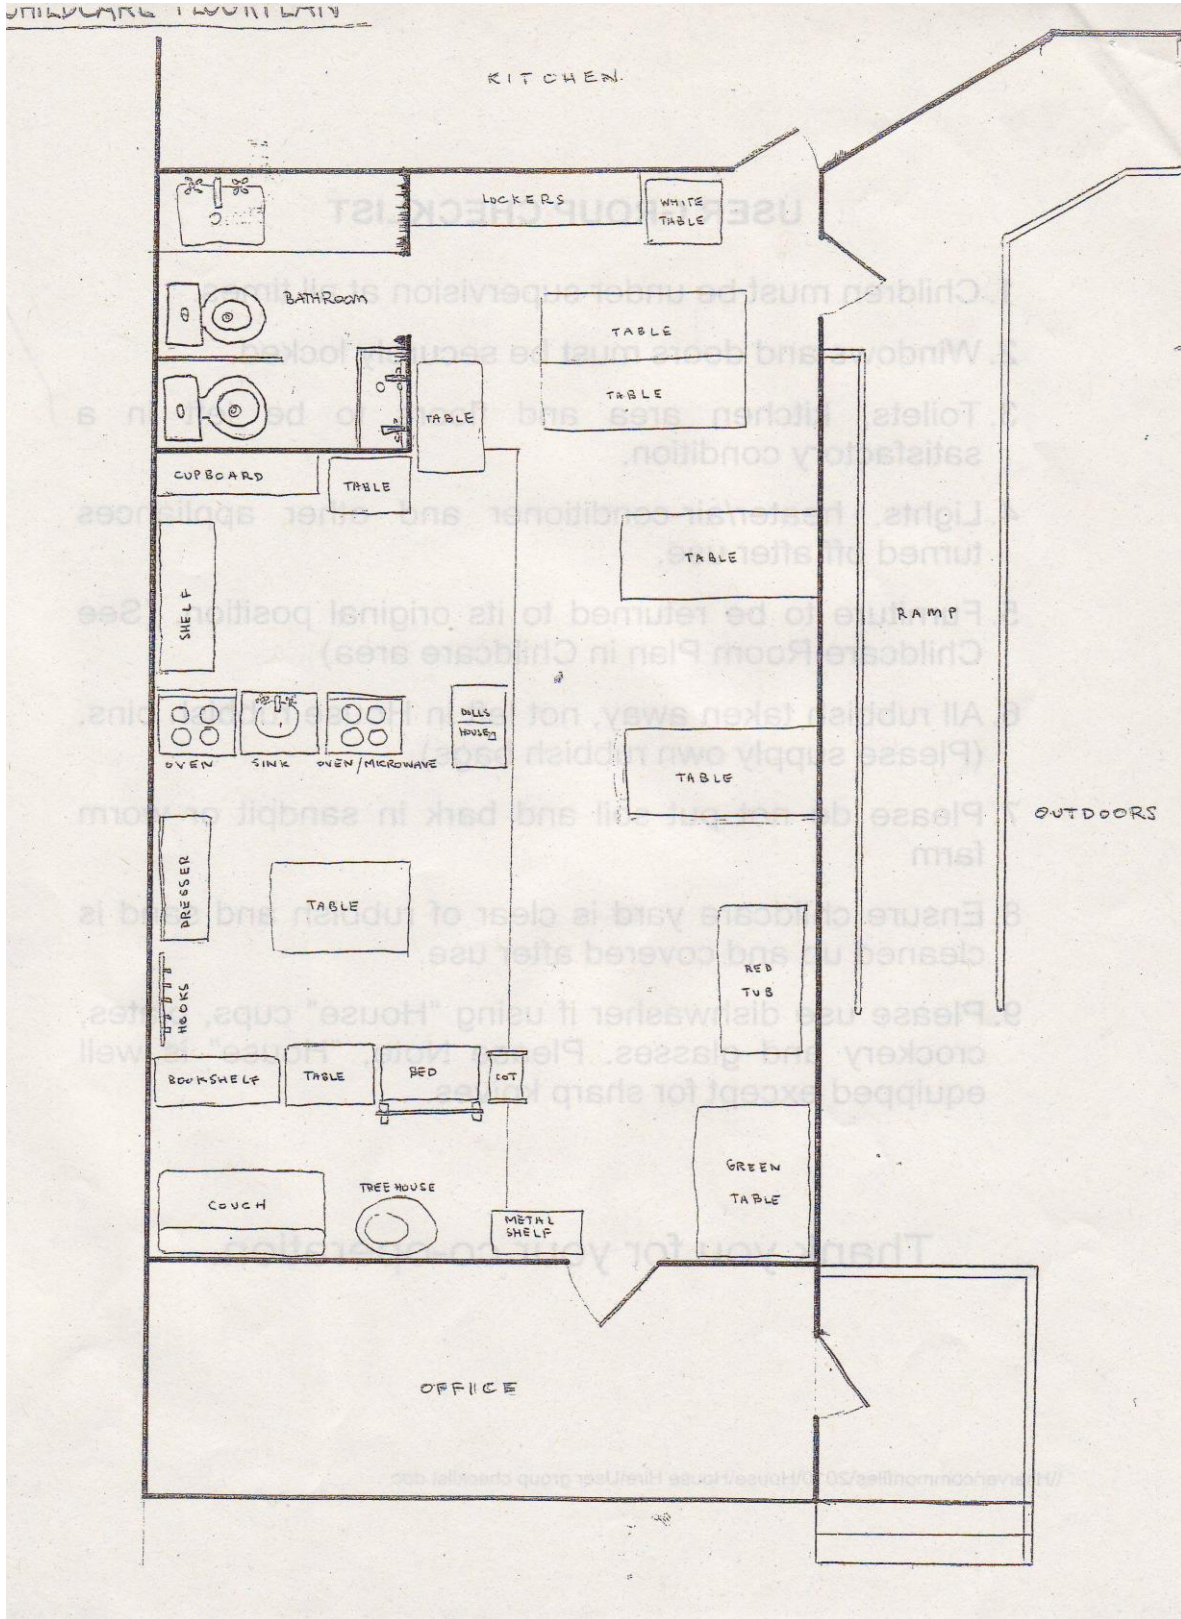 CHILDCARE FLOORPLAN
KITCHEN
LOCKERS
WHITE
TABLE
USER GROUP CHECKLIST
1. Children must be under supervision at all times.
BATHROOM
TABLE
2. Windows and doors must be securely locked.
TABLE
3. Toilets, kitchen area and floors to be left in a
satisfactory condition.
TABLE
CUPBOARD
TABLE
4. Lights, heater/air-conditioner and other appliances
turned off after use.
TABLE
SHELF
5. Furniture to be returned to its original position. See
Childcare Room Plan in Childcare area)
RAMP
6. All rubbish taken away, not left in House rubbish bins.
(Please supply own rubbish bags)
DOLLS
HOUSE
OVEN
SINK
OVEN/MICROWAVE
TABLE
7. Please do not put soil and bark in sandpit or worm
farm
OUTDOORS
DRESSER
TABLE
8. Ensure childcare yard is clear of rubbish and sand is
cleaned up and covered after use.
RED
TUB
HOOKS
9. Please use dishwasher if using "House" cups, plates,
crockery and glasses. Please Note, "House" is well
equipped except for sharp knives.
BOOKSHELF
TABLE
BED
COT
GREEN
TABLE
COUCH
TREEHOUSE
METAL
SHELF
Thank you for your co-operation
OFFIICE